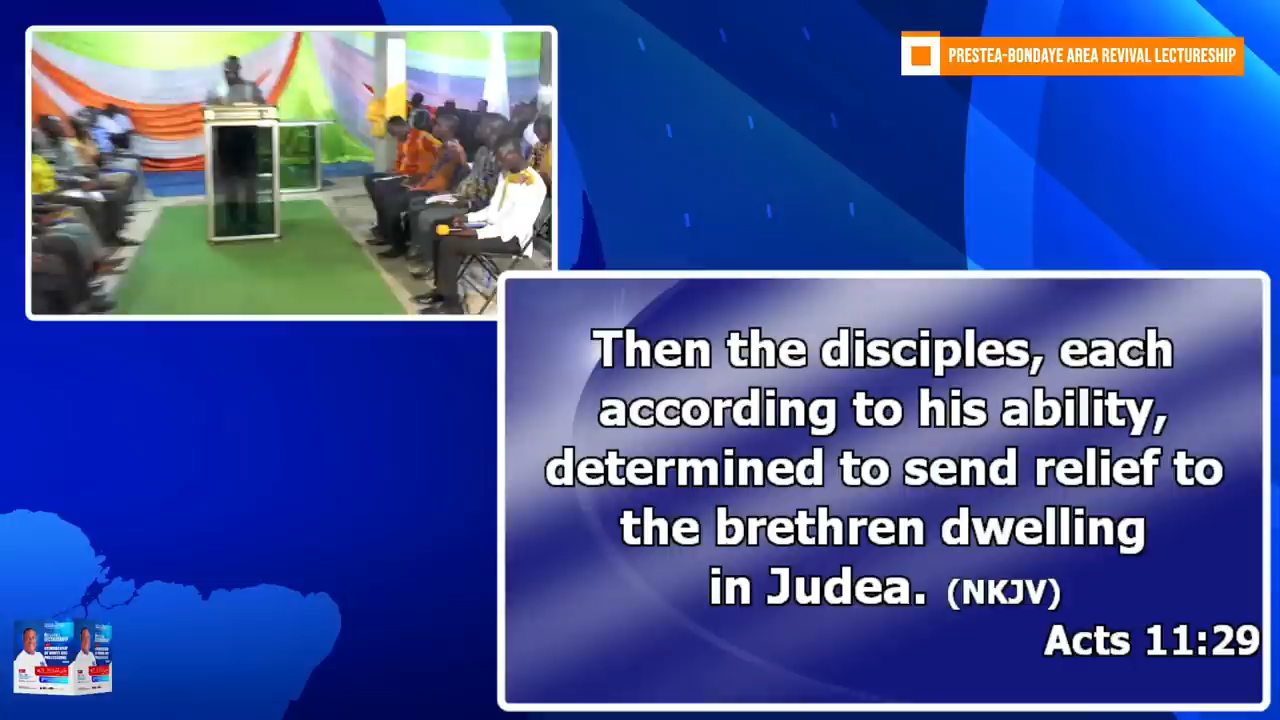 PRESTEA-BONDAYE AREA REVIVAL LECTURESHIP
Then the disciples, each
according to his ability,
determined to send relief to
the brethren dwelling
in Judea. (NKJV)
Acts 11:29